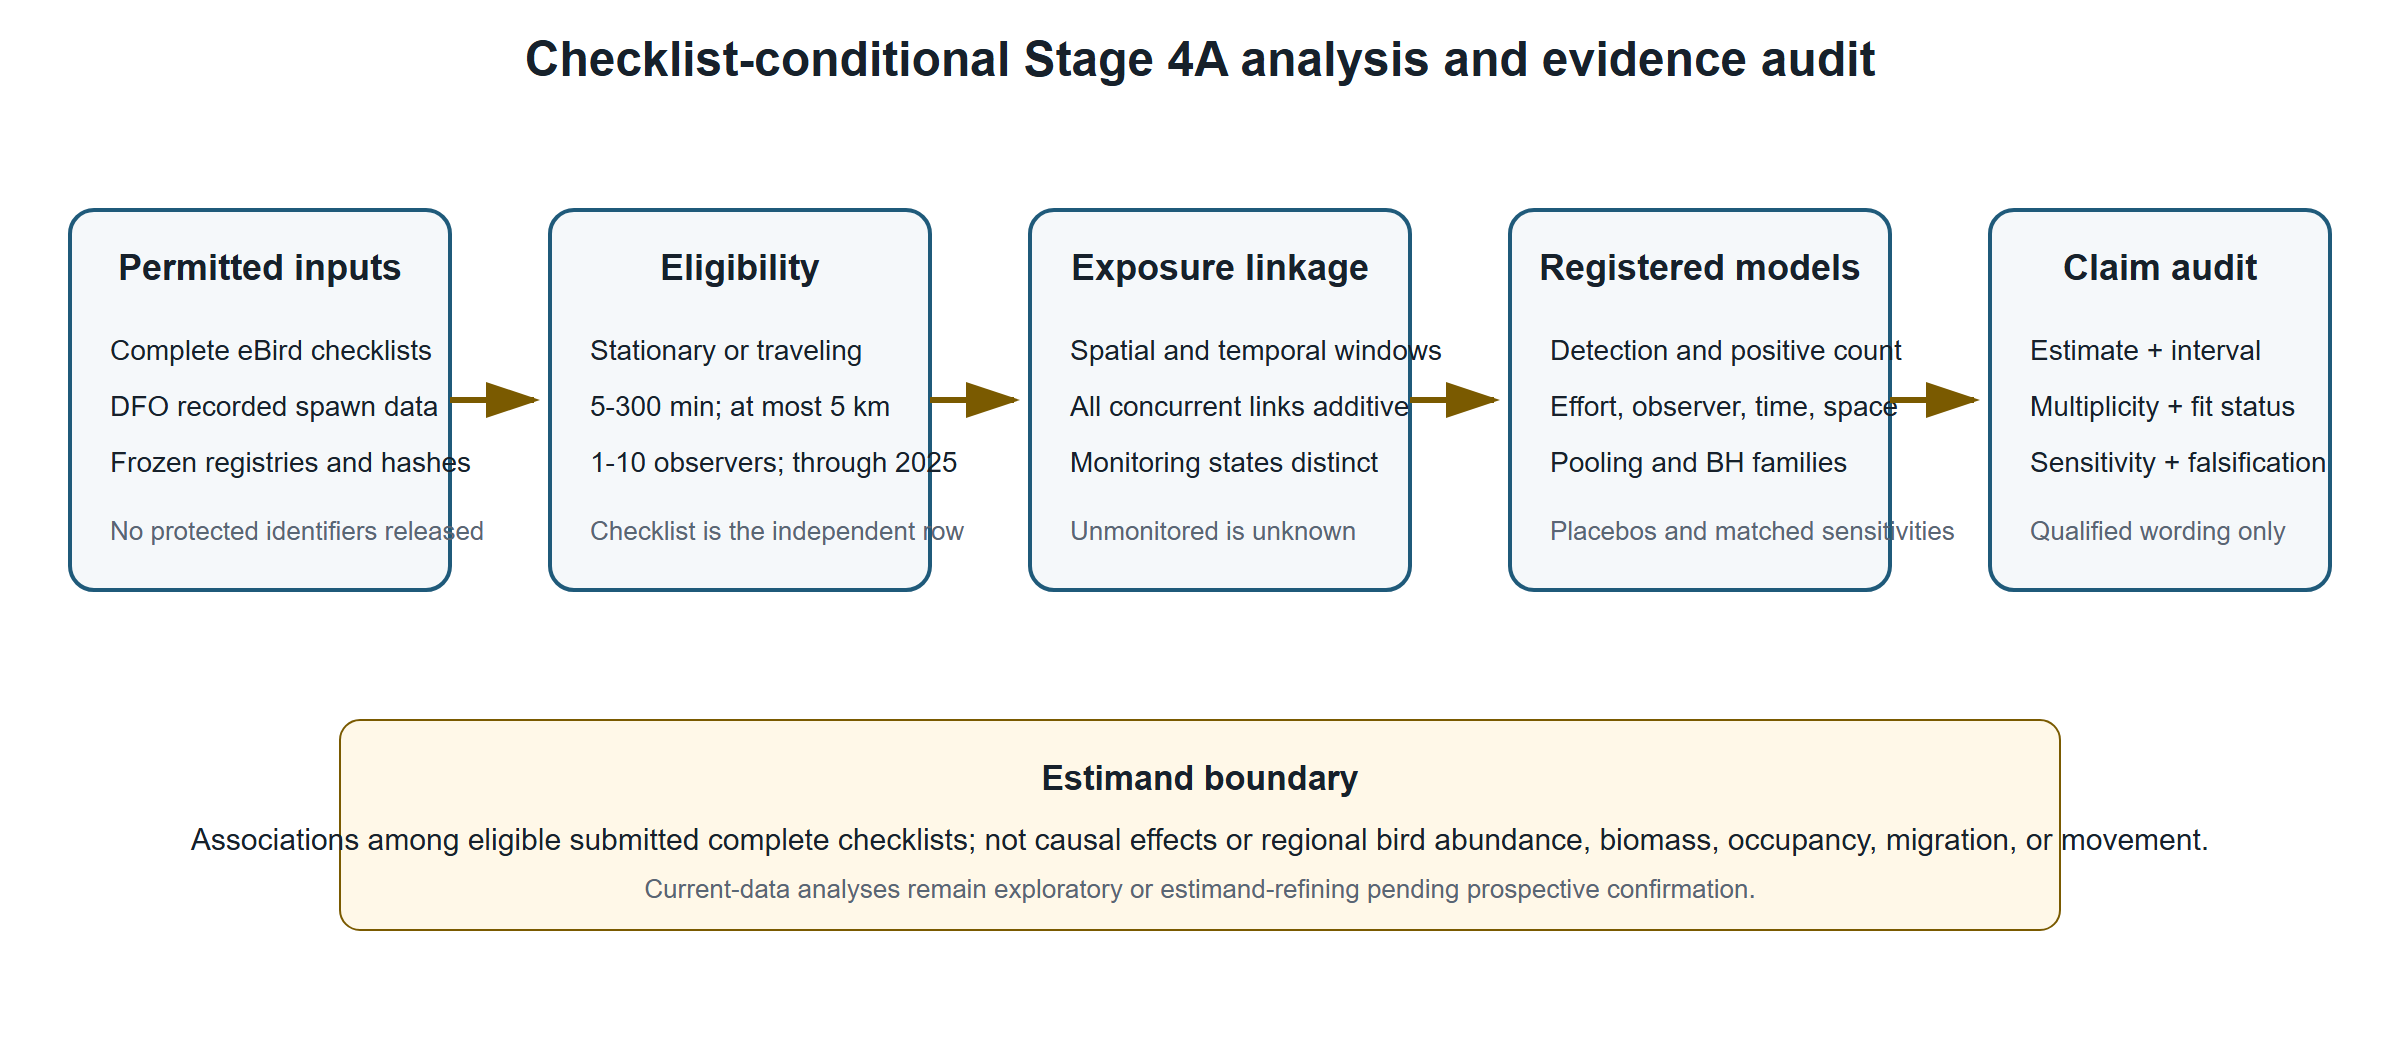 Checklist-conditional Stage 4A analysis and evidence audit
Permitted inputs
Complete eBird checklists
DFO recorded spawn data
Frozen registries and hashes
No protected identifiers released
Eligibility
Stationary or traveling
5-300 min; at most 5 km
1-10 observers; through 2025
Checklist is the independent row
Exposure linkage
Spatial and temporal windows
All concurrent links additive
Monitoring states distinct
Unmonitored is unknown
Registered models
Detection and positive count
Effort, observer, time, space
Pooling and BH families
Placebos and matched sensitivities
Claim audit
Estimate + interval
Multiplicity + fit status
Sensitivity + falsification
Qualified wording only
Estimand boundary
Associations among eligible submitted complete checklists; not causal effects or regional bird abundance, biomass, occupancy, migration, or movement.
Current-data analyses remain exploratory or estimand-refining pending prospective confirmation.